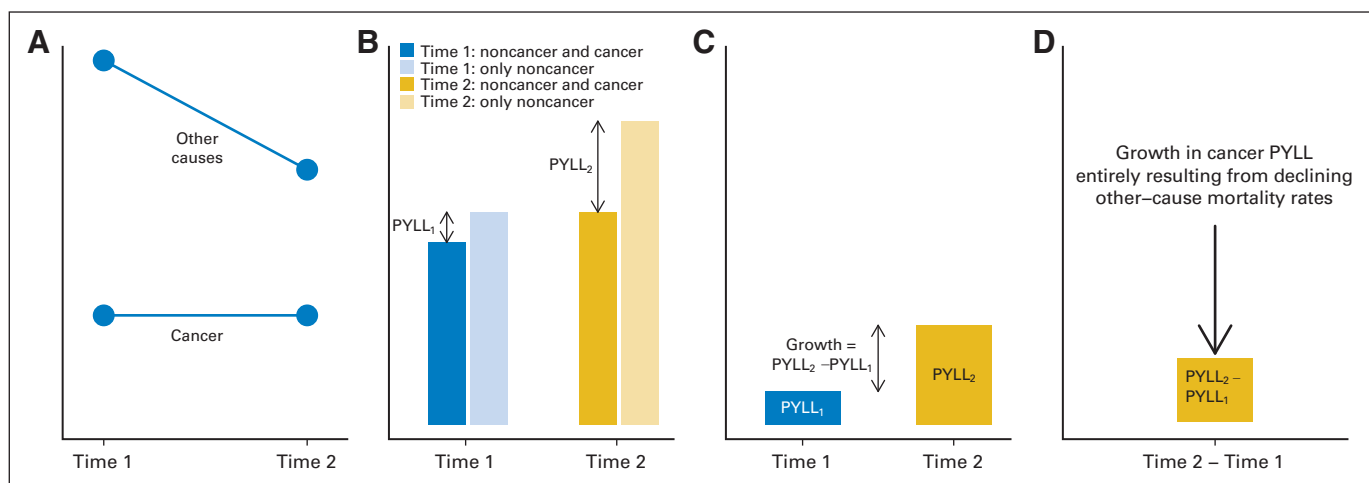 A
Other
causes
Cancer
Time 1
Time 2
B
Time 1: noncancer and cancer
Time 1: only noncancer
Time 2: noncancer and cancer
Time 2: only noncancer
PYLL₁
PYLL₂
Time 1
Time 2
C
Growth =
PYLL₂ –PYLL₁
PYLL₁
PYLL₂
Time 1
Time 2
D
Growth in cancer PYLL
entirely resulting from declining
other–cause mortality rates
PYLL₂ –
PYLL₁
Time 2 – Time 1